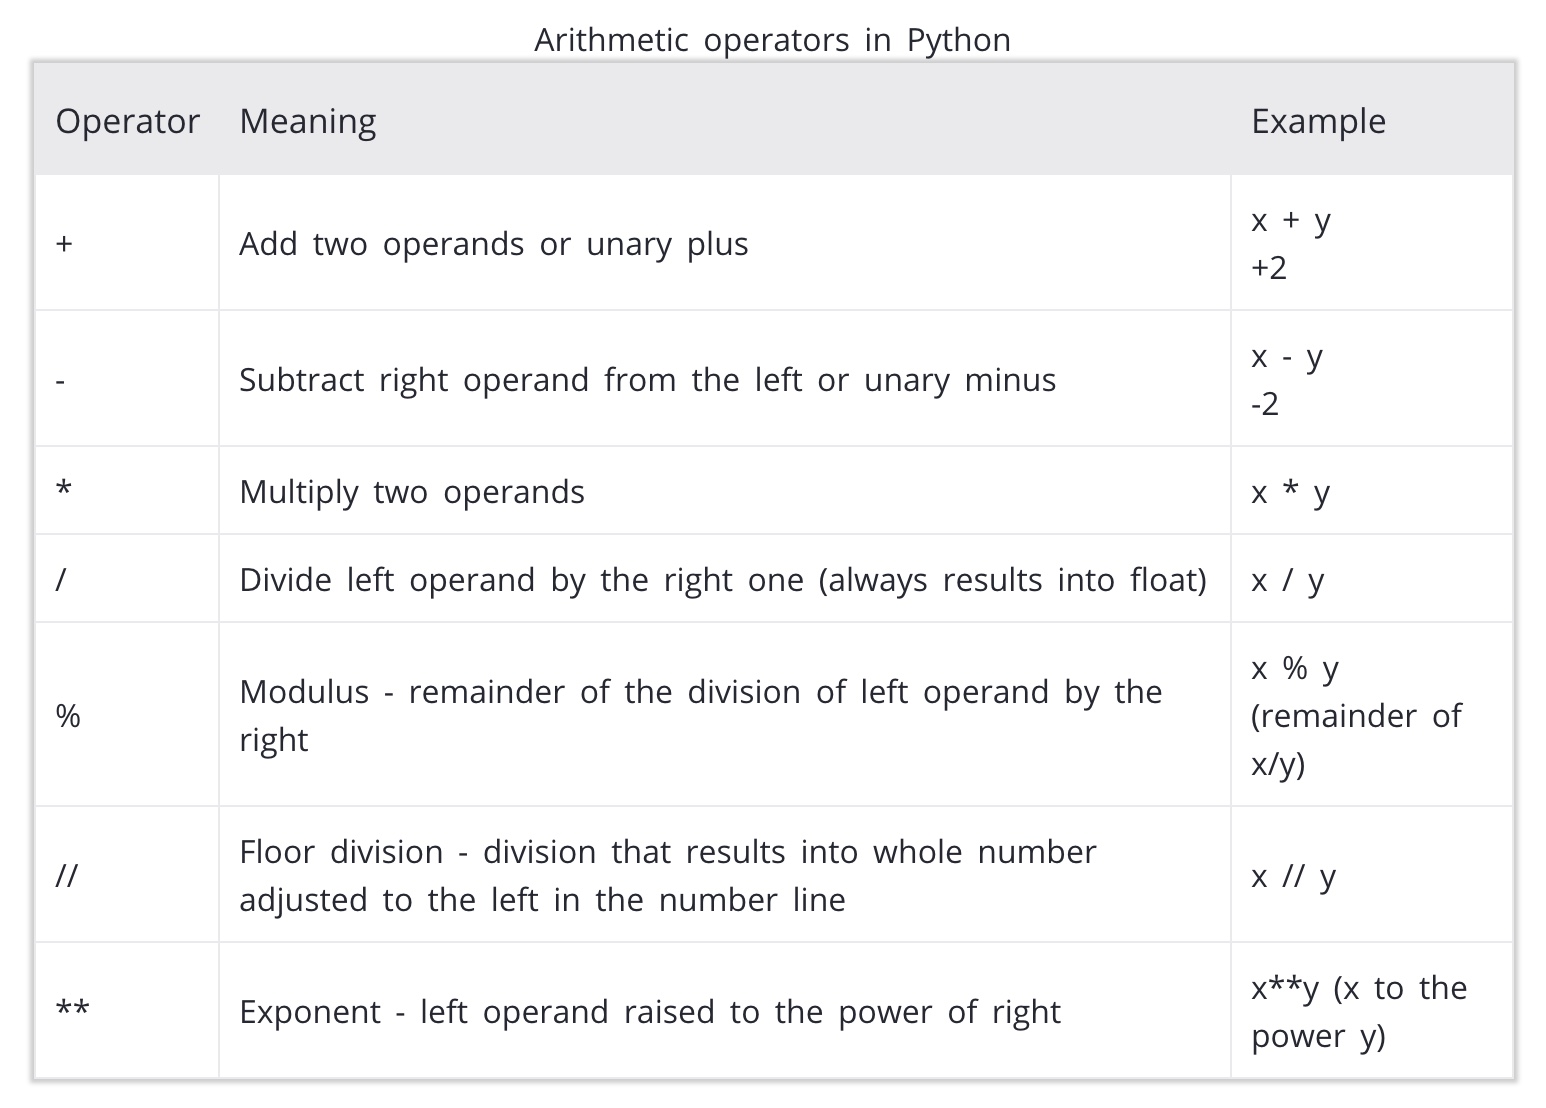 Arithmetic operators in Python
Operator Meaning Example
+ Add two operands or unary plus x + y
+2
- Subtract right operand from the left or unary minus x - y
-2
* Multiply two operands x * y
/ Divide left operand by the right one (always results into float) x / y
% Modulus - remainder of the division of left operand by the
right x % y
(remainder of
x/y)
// Floor division - division that results into whole number
adjusted to the left in the number line x // y
** Exponent - left operand raised to the power of right x**y (x to the
power y)